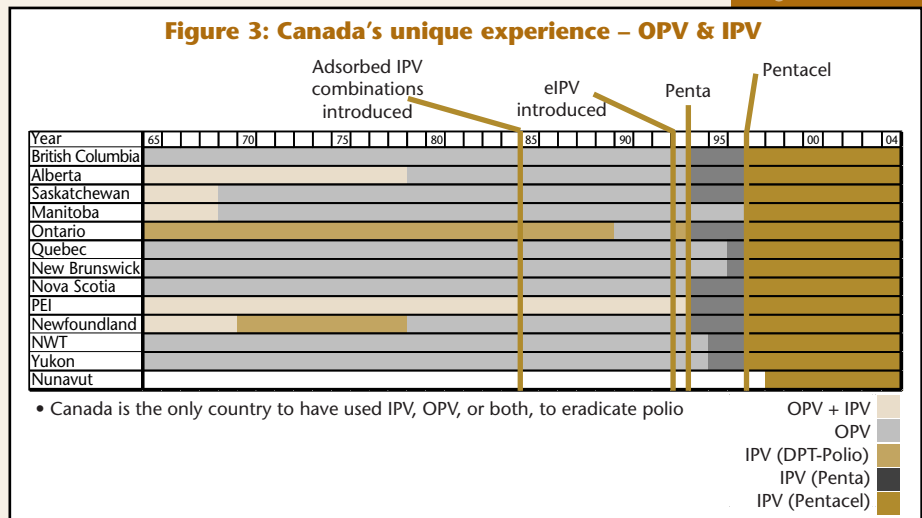 Figure 3: Canada's unique experience – OPV & IPV
Adsorbed IPV
combinations
introduced
eIPV
introduced
Penta
Pentacel
Year 65 70 75 80 85 90 95 00 04
British Columbia
Alberta
Saskatchewan
Manitoba
Ontario
Quebec
New Brunswick
Nova Scotia
PEI
Newfoundland
NWT
Yukon
Nunavut
• Canada is the only country to have used IPV, OPV, or both, to eradicate polio
OPV + IPV
OPV
IPV (DPT-Polio)
IPV (Penta)
IPV (Pentacel)